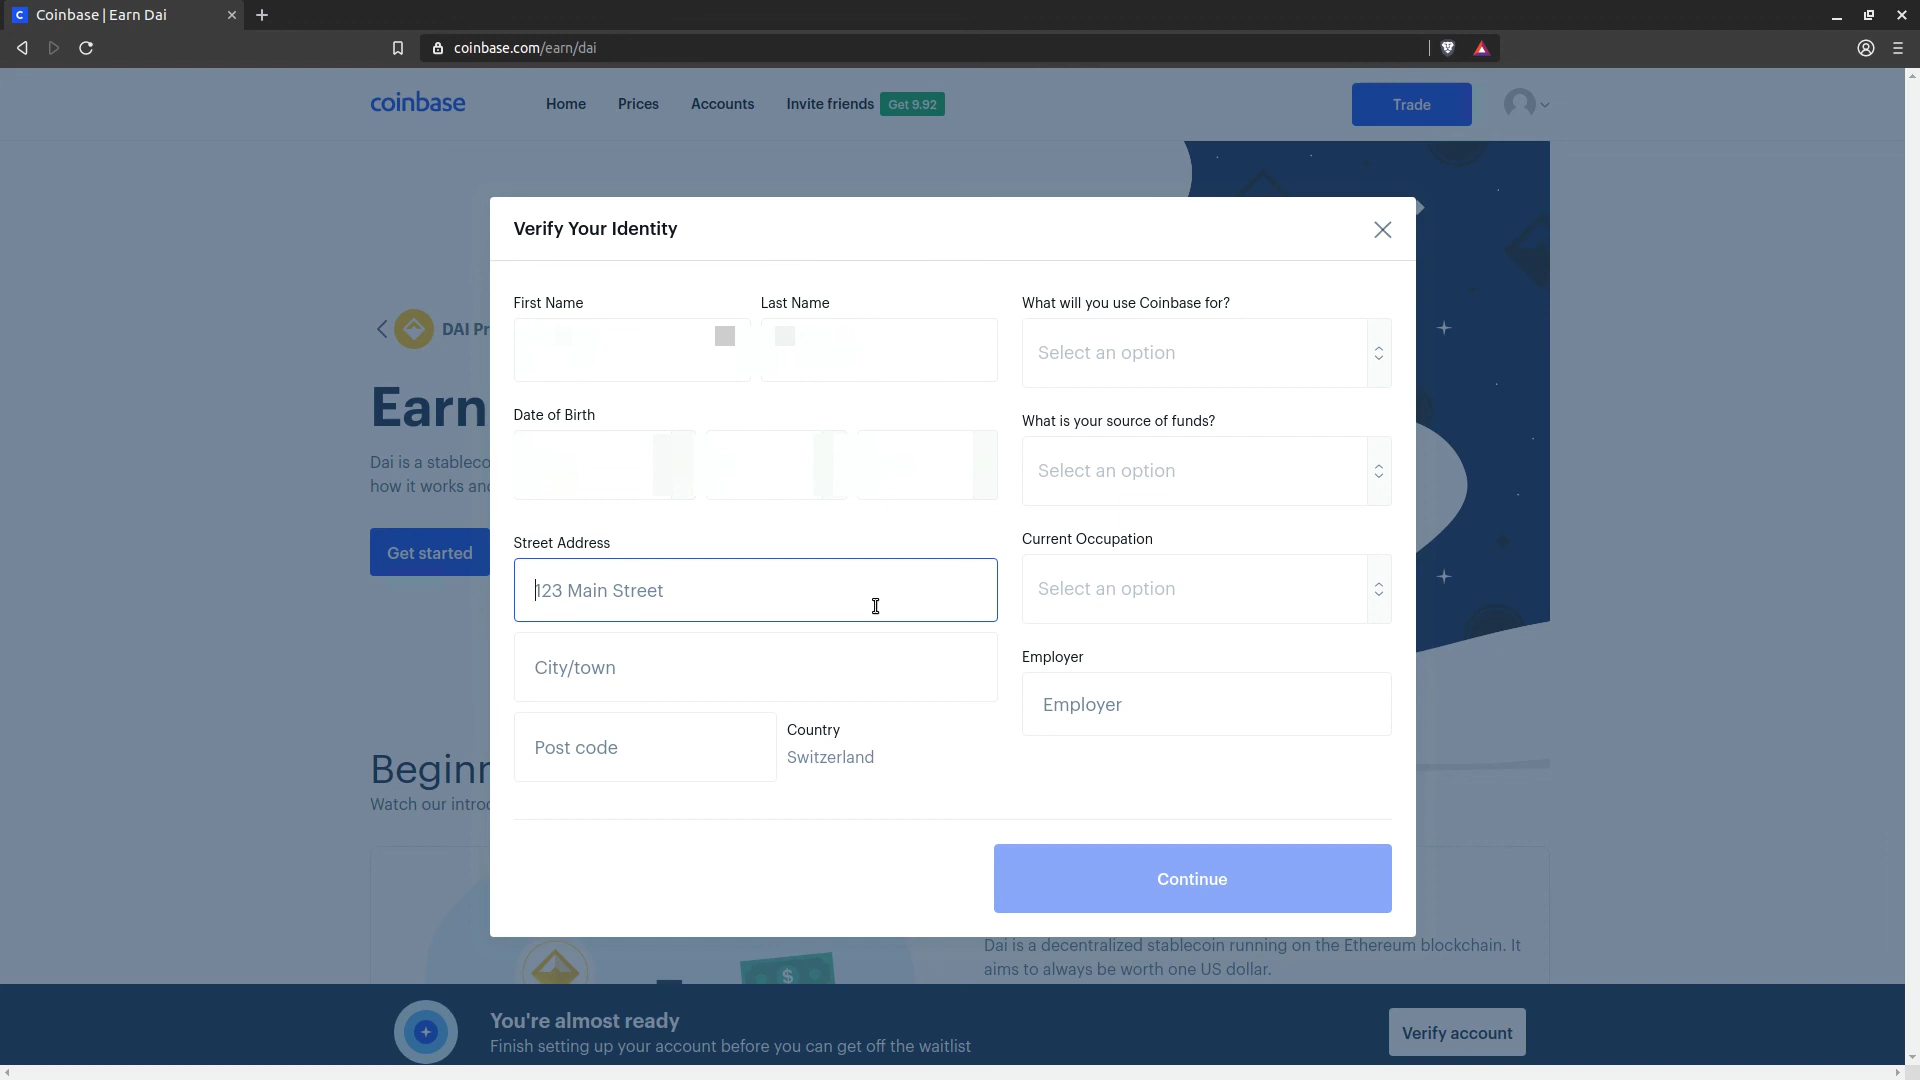 Coinbase | Earn Dai
coinbase.com/earn/dai
coinbase
Home
Prices
Accounts
Invite friends
Get 9.92
Trade
Verify Your Identity
First Name
Last Name
What will you use Coinbase for?
Select an option
DAI Pr
Date of Birth
What is your source of funds?
Select an option
Earn
Dai is a stableco
how it works and
Get started
Street Address
123 Main Street
Current Occupation
Select an option
City/town
Employer
Employer
Post code
Country
Switzerland
Beginn
Watch our introd
Continue
Dai is a decentralized stablecoin running on the Ethereum blockchain. It
aims to always be worth one US dollar.
$
You're almost ready
Finish setting up your account before you can get off the waitlist
Verify account